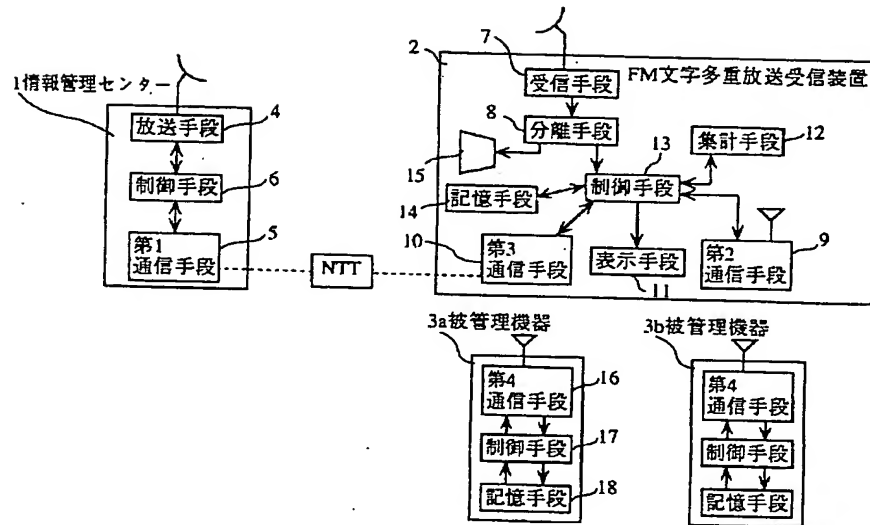 1情報管理センター
放送手段
4
制御手段
6
第1
通信手段
5
NTT
2
FM文字多重放送受信装置
7
受信手段
8
分離手段
15
13
集計手段
12
制御手段
記憶手段
14
10
第3
通信手段
表示手段
11
第2
通信手段
9
3a被管理機器
第4
通信手段
16
制御手段
17
記憶手段
18
3b被管理機器
第4
通信手段
制御手段
記憶手段